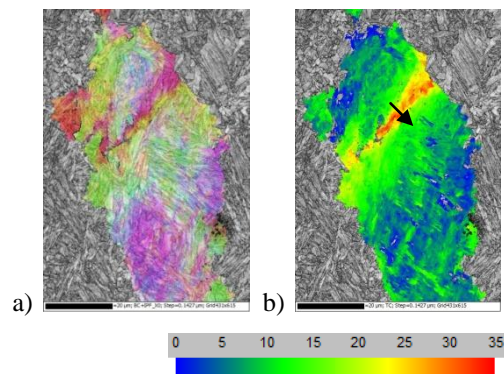 =20 µm; BC+IPF_X0; Step=0.1427 µm; Grid431x615
=20 µm; TC; Step=0.1427 µm; Grid431x615
a)
b)
0 5 10 15 20 25 30 35